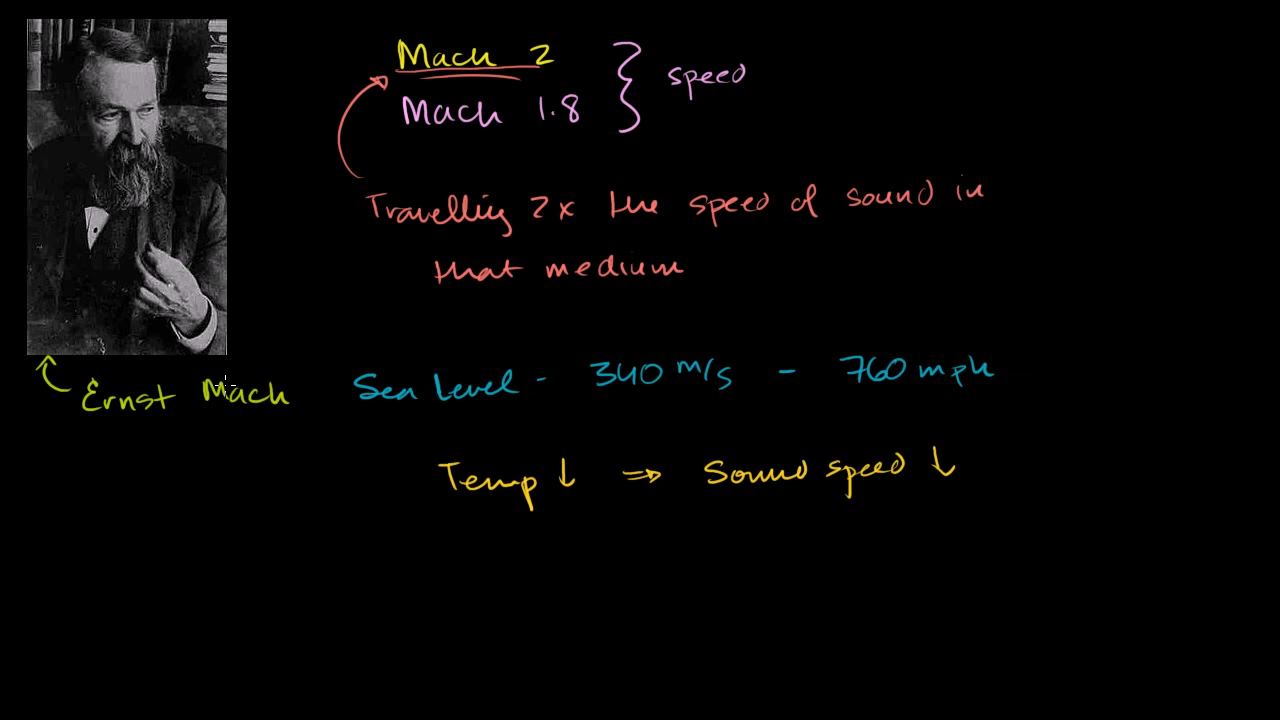 Mach 2
Mach 1.8
speed
Travelling 2x the speed of sound in
that medium
Ernst Mach
Sea Level - 340 m/s - 760 mph
Temp ↓ ⇒ Sound speed ↓